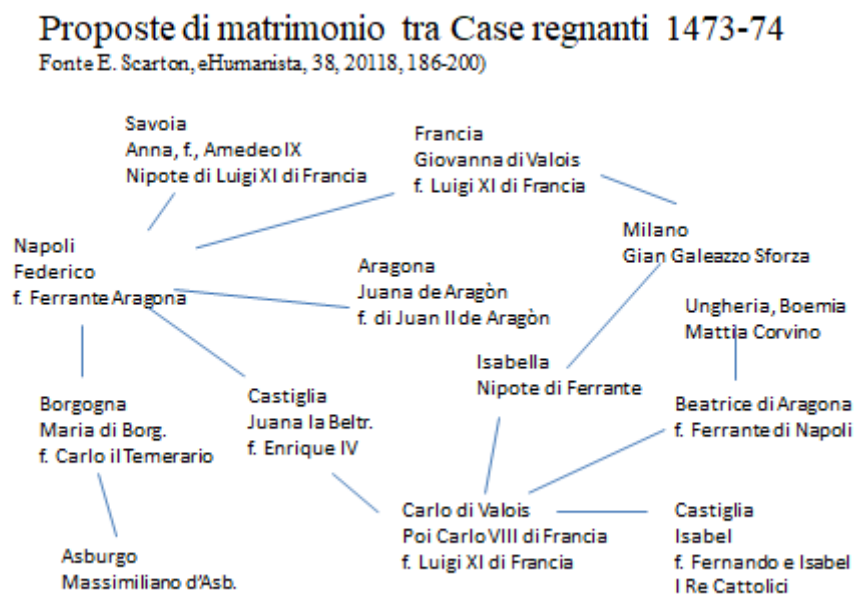 Proposte di matrimonio tra Case regnanti 1473-74
Fonte E. Scarton, eHumanista, 38, 20118, 186-200)
Savoia
Anna, f., Amedeo IX
Nipote di Luigi XI di Francia
Francia
Giovanna di Valois
f. Luigi XI di Francia
Milano
Gian Galeazzo Sforza
Napoli
Federico
f. Ferrante Aragona
Aragona
Juana de Aragòn
f. di Juan II de Aragòn
Ungheria, Boemia
Mattia Corvino
Isabella
Nipote di Ferrante
Borgogna
Maria di Borg.
f. Carlo il Temerario
Castiglia
Juana la Beltr.
f. Enrique IV
Beatrice di Aragona
f. Ferrante di Napoli
Carlo di Valois
Poi Carlo VIII di Francia
f. Luigi XI di Francia
Castiglia
Isabel
f. Fernando e Isabel
I Re Cattolici
Asburgo
Massimiliano d'Asb.